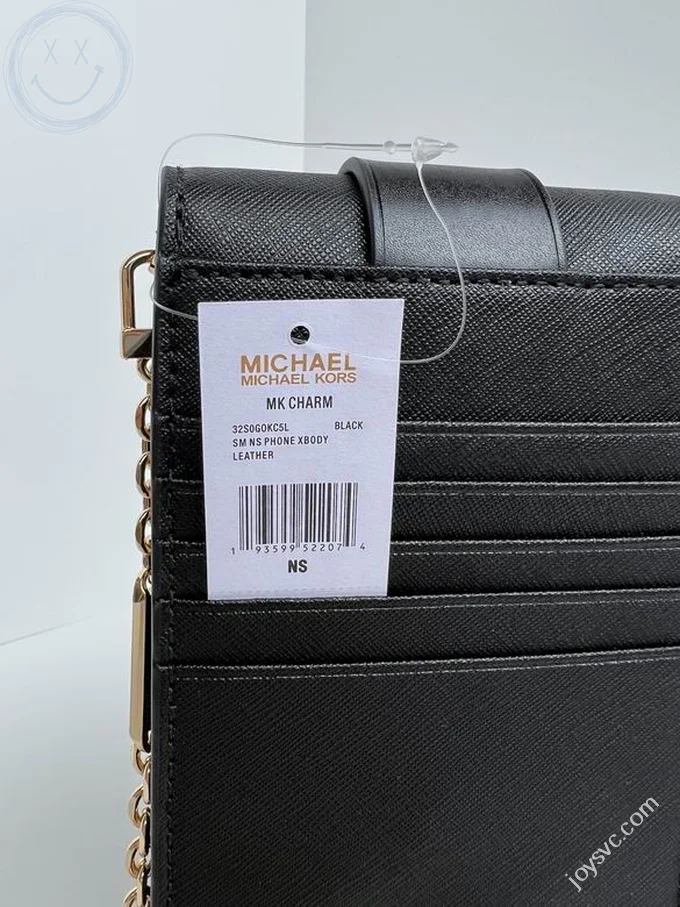 MICHAEL
MICHAEL KORS
MK CHARM
32S0G0KC5L BLACK
SM NS PHONE XBODY
LEATHER
1 93599 52207 4
NS
joysvc.com